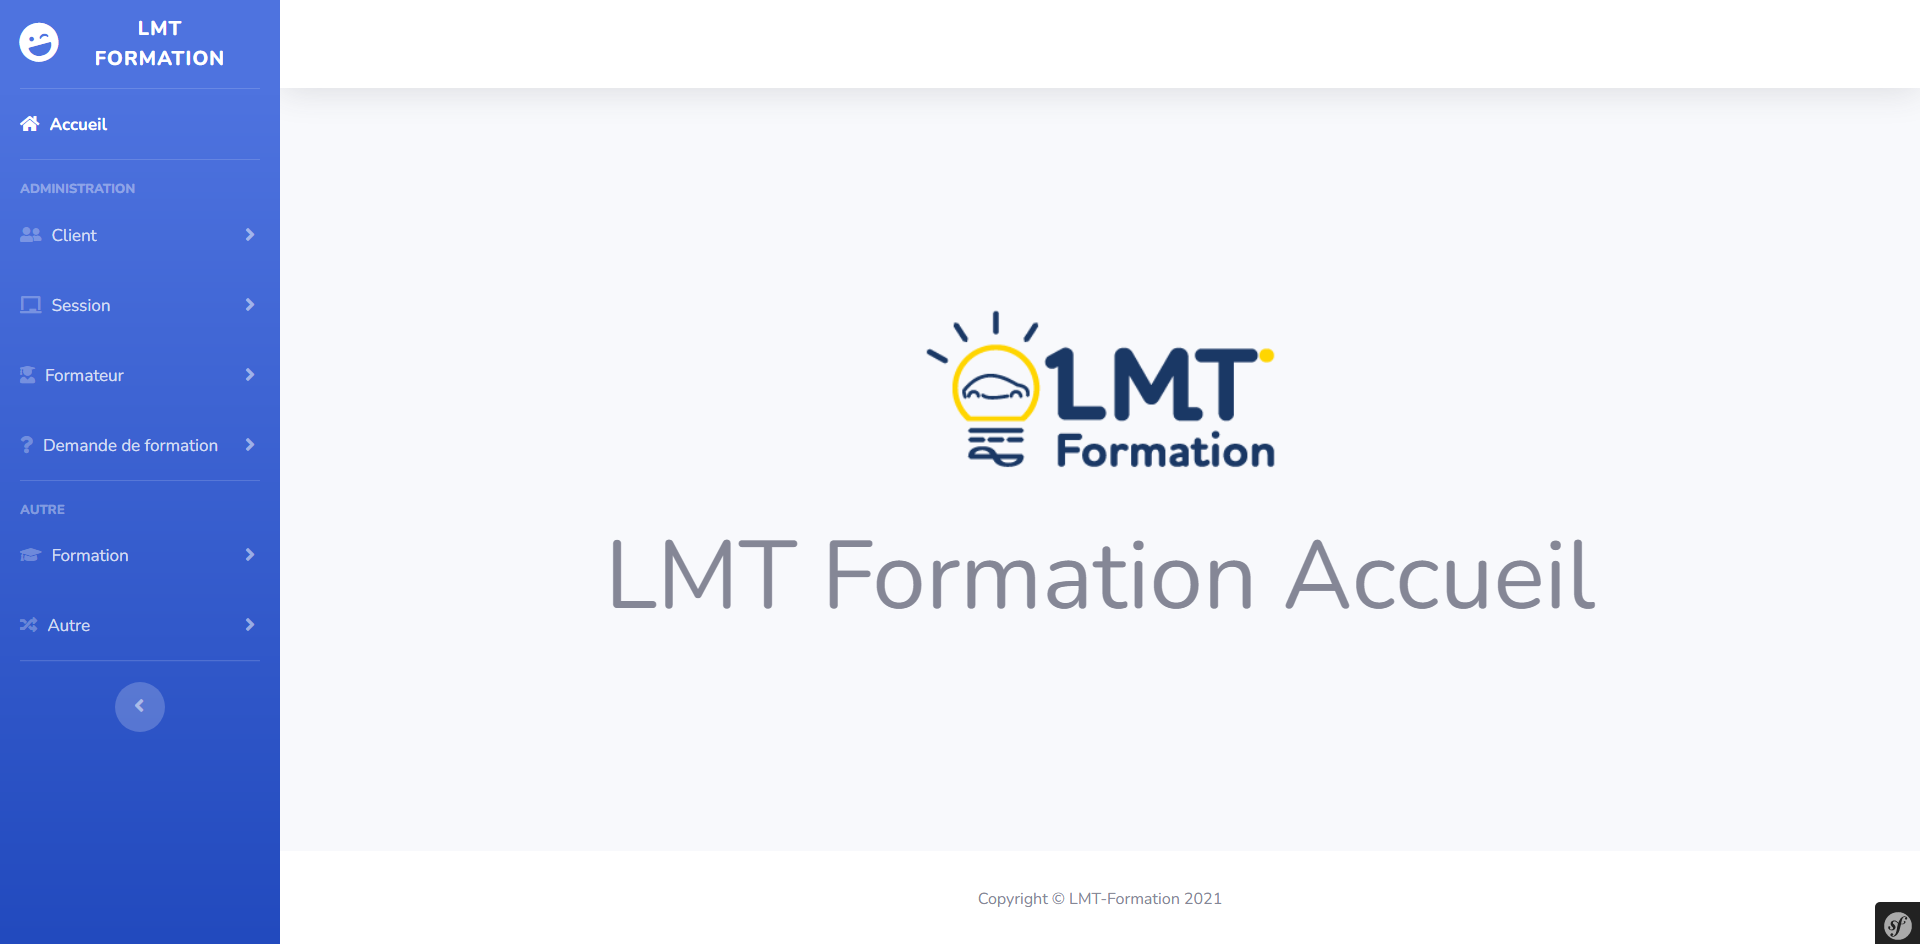 LMT
FORMATION
Accueil
ADMINISTRATION
Client
Session
Formateur
Demande de formation
AUTRE
Formation
Autre
LMT
Formation
LMT Formation Accueil
Copyright © LMT-Formation 2021
sf